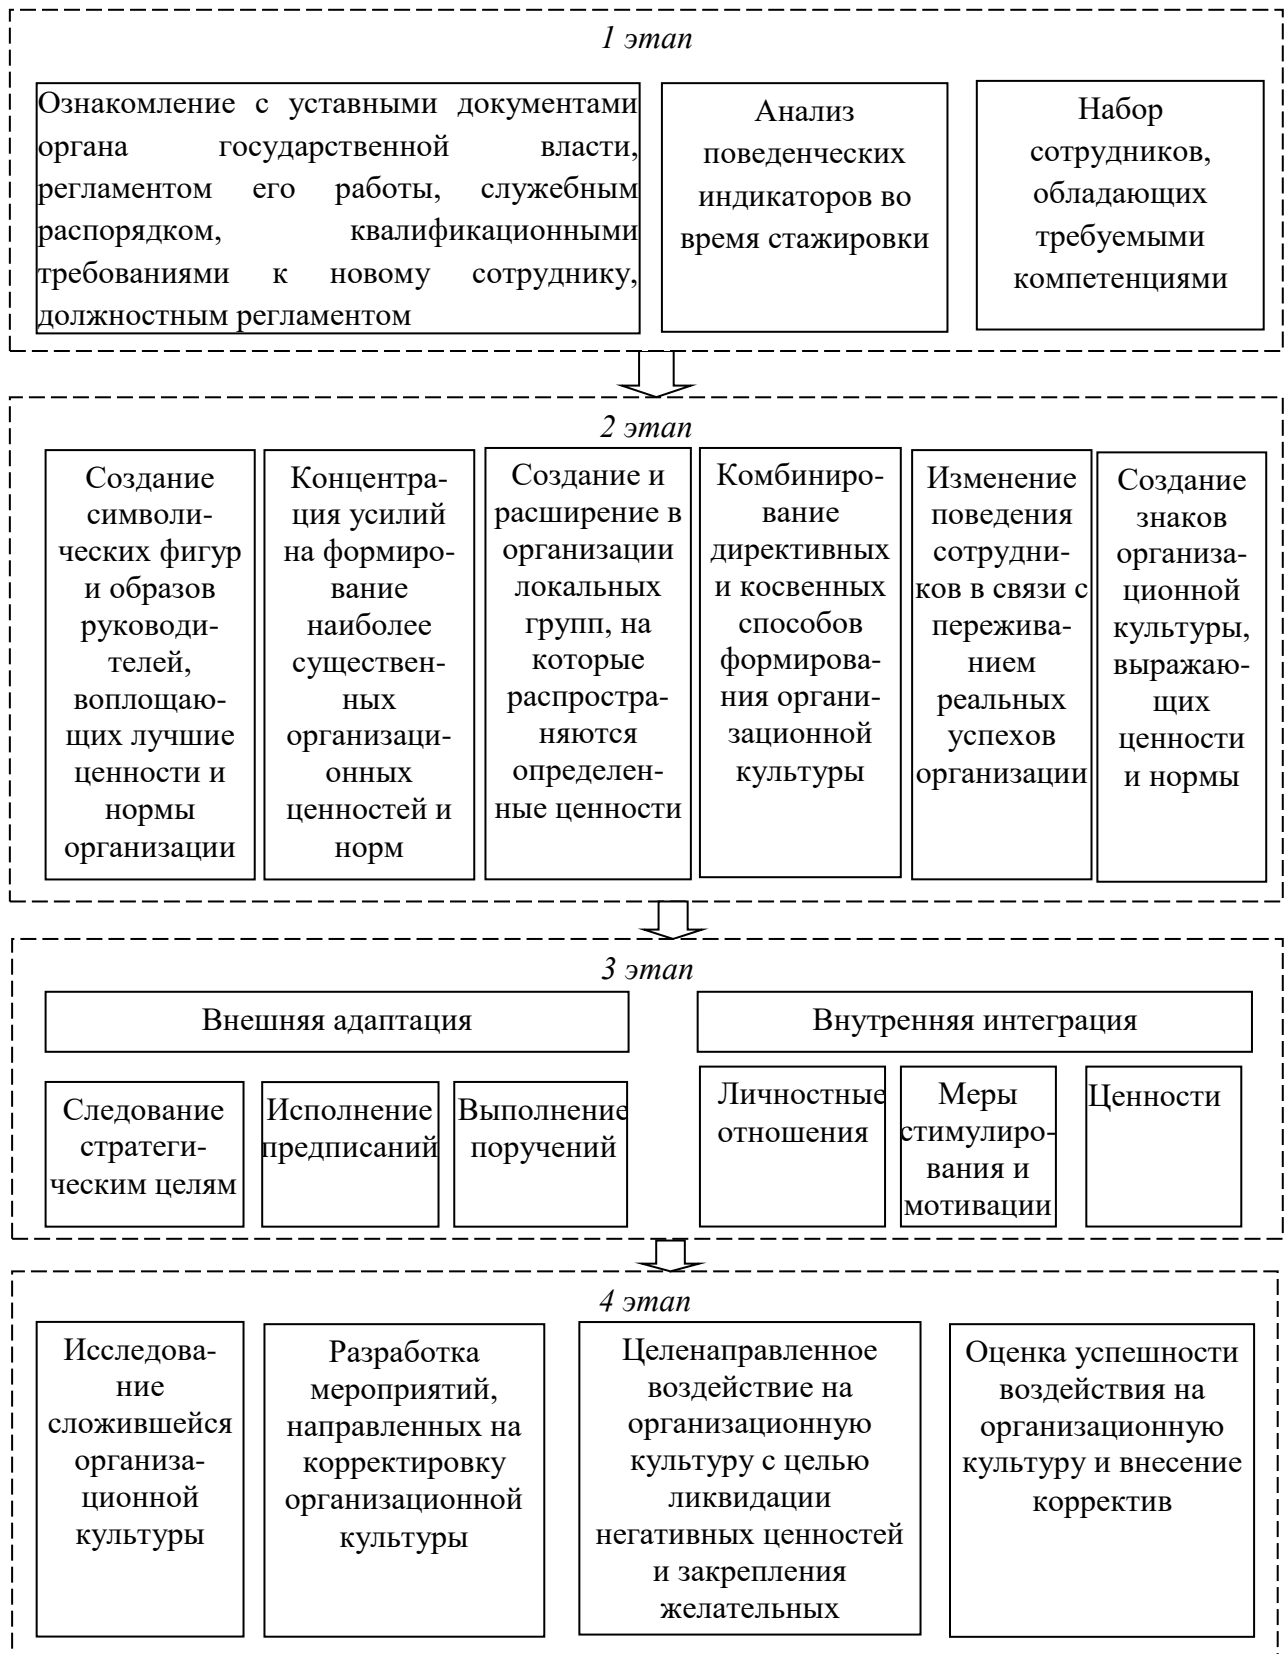 1 этап
Ознакомление с уставными документами
органа государственной власти,
регламентом его работы, служебным
распорядком, квалификационными
требованиями к новому сотруднику,
должностным регламентом
Анализ
поведенческих
индикаторов во
время стажировки
Набор
сотрудников,
обладающих
требуемыми
компетенциями
2 этап
Создание
символи-
ческих фигур
и образов
руководи-
телей,
воплощаю-
щих лучшие
ценности и
нормы
организации
Концентра-
ция усилий
на формиро-
вание
наиболее
существен-
ных
организаци-
онных
ценностей и
норм
Создание и
расширение в
организации
локальных
групп, на
которые
распростра-
няются
определен-
ные ценности
Комбиниро-
вание
директивных
и косвенных
способов
формирова-
ния органи-
зационной
культуры
Изменение
поведения
сотрудни-
ков в связи с
пережива-
нием
реальных
успехов
организации
Создание
знаков
организа-
ционной
культуры,
выражаю-
щих
ценности
и нормы
3 этап
Внешняя адаптация
Следование
стратеги-
ческим целям
Исполнение
предписаний
Выполнение
поручений
Внутренняя интеграция
Личностные
отношения
Меры
стимулиро-
вания и
мотивации
Ценности
4 этап
Исследова-
ние
сложившейся
организа-
ционной
культуры
Разработка
мероприятий,
направленных на
корректировку
организационной
культуры
Целенаправленное
воздействие на
организационную
культуру с целью
ликвидации
негативных ценностей
и закрепления
желательных
Оценка успешности
воздействия на
организационную
культуру и внесение
корректив